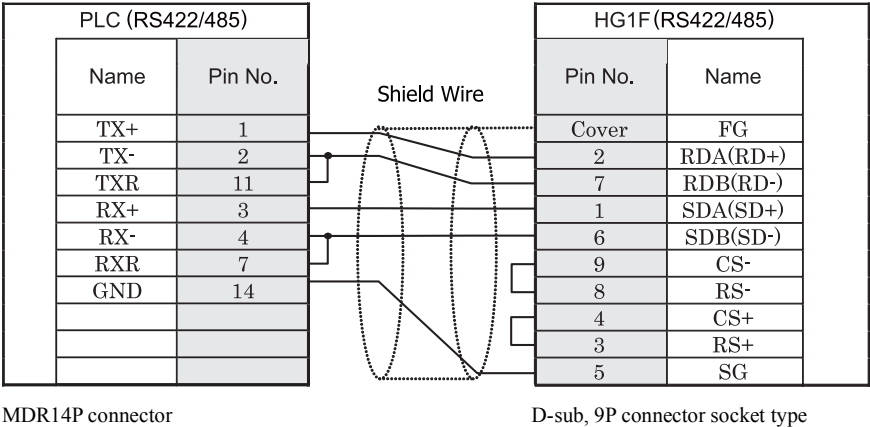 PLC (RS422/485)
HG1F(RS422/485)
Name Pin No.
Shield Wire
Pin No. Name
TX+ 1 Cover FG
TX- 2 2 RDA(RD+)
TXR 11 7 RDB(RD-)
RX+ 3 1 SDA(SD+)
RX- 4 6 SDB(SD-)
RXR 7 9 CS-
GND 14 8 RS-
4 CS+
3 RS+
5 SG
MDR14P connector
D-sub, 9P connector socket type